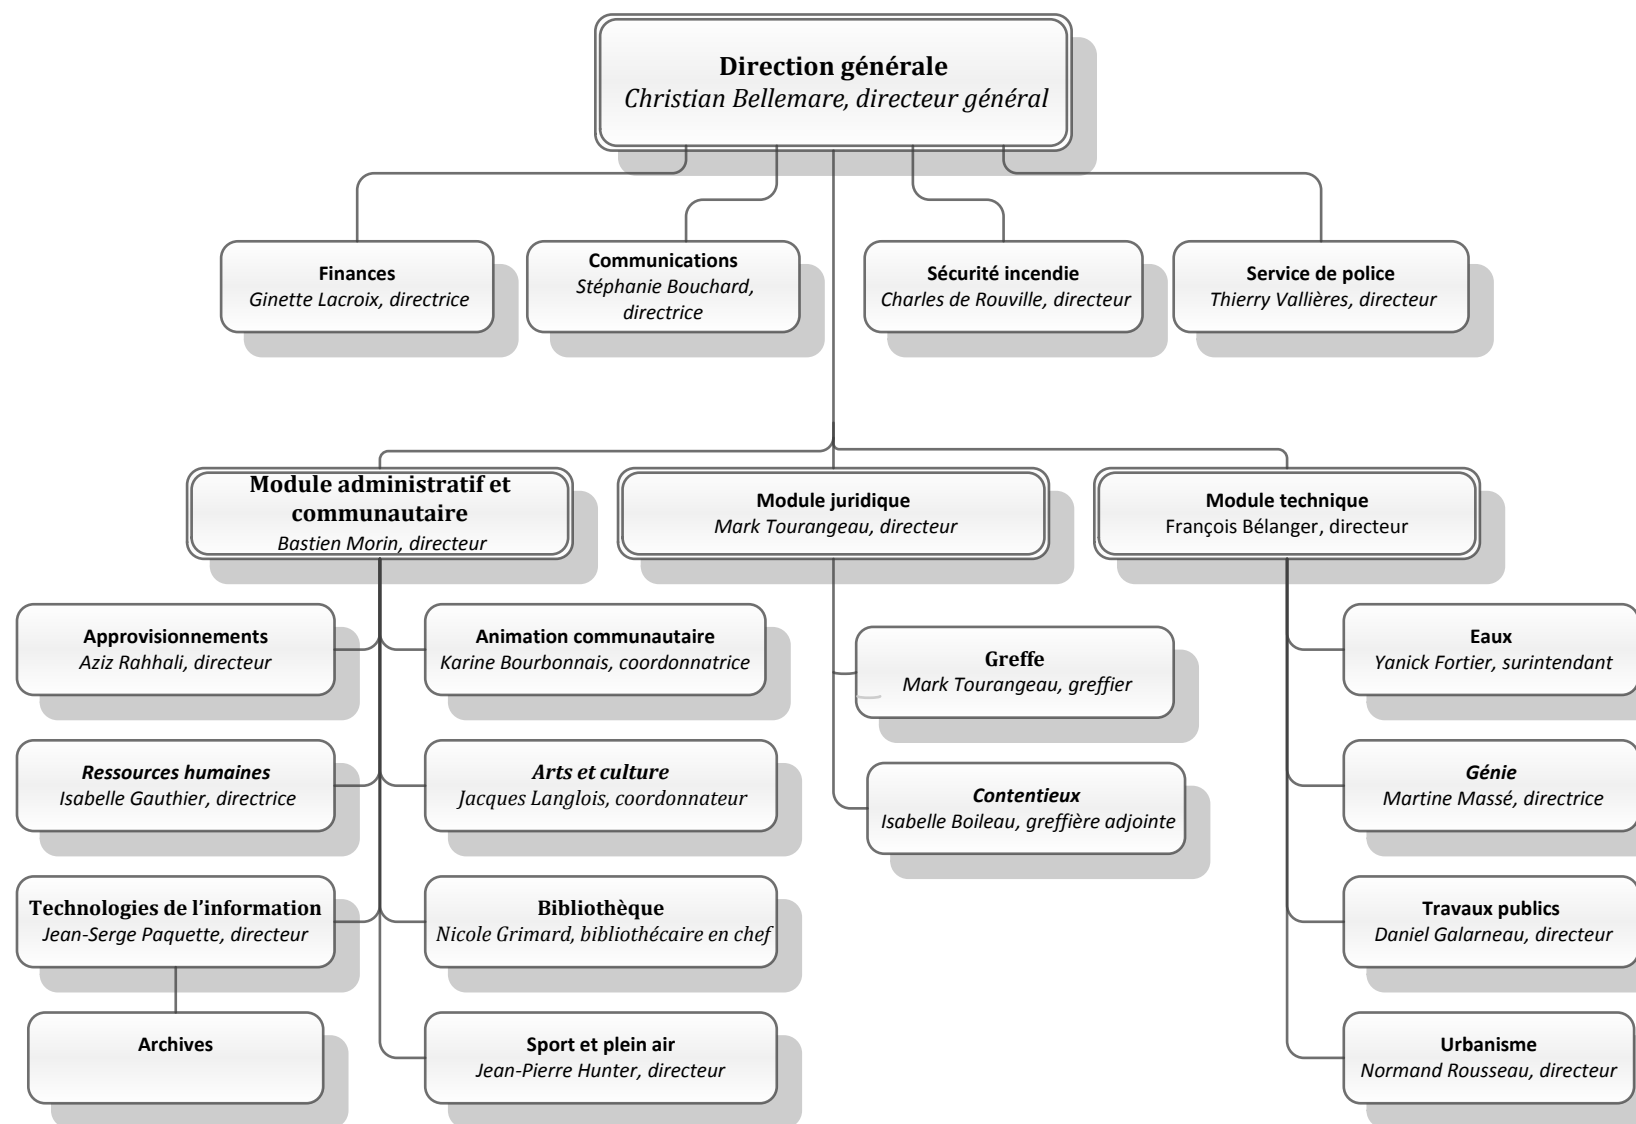 Direction générale
Christian Bellemare, directeur général
Finances
Ginette Lacroix, directrice
Communications
Stéphanie Bouchard,
directrice
Sécurité incendie
Charles de Rouville, directeur
Service de police
Thierry Vallières, directeur
Module administratif et
communautaire
Bastien Morin, directeur
Module juridique
Mark Tourangeau, directeur
Module technique
François Bélanger, directeur
Approvisionnements
Aziz Rahhali, directeur
Animation communautaire
Karine Bourbonnais, coordonnatrice
Greffe
Mark Tourangeau, greffier
Eaux
Yanick Fortier, surintendant
Ressources humaines
Isabelle Gauthier, directrice
Arts et culture
Jacques Langlois, coordonnateur
Contentieux
Isabelle Boileau, greffière adjointe
Génie
Martine Massé, directrice
Technologies de l’information
Jean-Serge Paquette, directeur
Bibliothèque
Nicole Grimard, bibliothécaire en chef
Travaux publics
Daniel Galarneau, directeur
Archives
Sport et plein air
Jean-Pierre Hunter, directeur
Urbanisme
Normand Rousseau, directeur